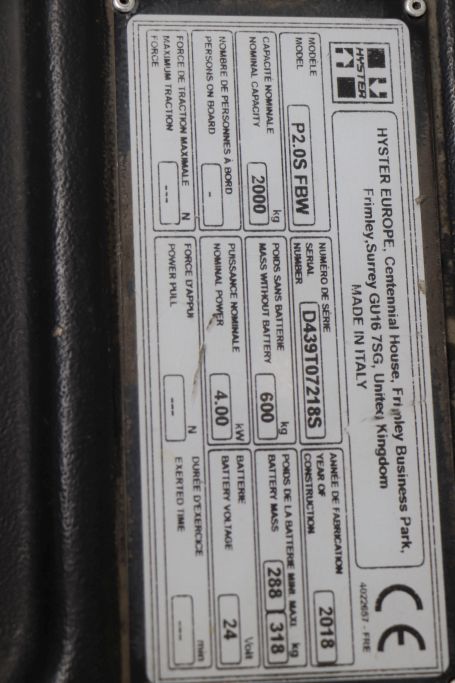 HYSTER
HYSTER EUROPE, Centennial House, Frimley Business Park,
Frimley, Surrey GU16 7SG, United Kingdom
MADE IN ITALY
4022657 - FRE
MODÈLE
MODEL
P2.0S FBW
NUMÉRO DE SÉRIE
SERIAL
NUMBER
D439T07218S
ANNÉE DE FABRICATION
YEAR OF
CONSTRUCTION
2018
CAPACITÉ NOMINALE
NOMINAL CAPACITY
2000
kg
POIDS SANS BATTERIE
MASS WITHOUT BATTERY
600
kg
POIDS DE LA BATTERIE MINI. MAXI.
BATTERY MASS
288
318
kg
NOMBRE DE PERSONNES À BORD
PERSONS ON BOARD
-
PUISSANCE NOMINALE
NOMINAL POWER
4.00
kW
BATTERIE
BATTERY VOLTAGE
24
Volt
FORCE DE TRACTION MAXIMALE
MAXIMUM TRACTION
FORCE
---
N
FORCE D'APPUI
POWER PULL
---
N
DURÉE D'EXERCICE
EXERTED TIME
---
min